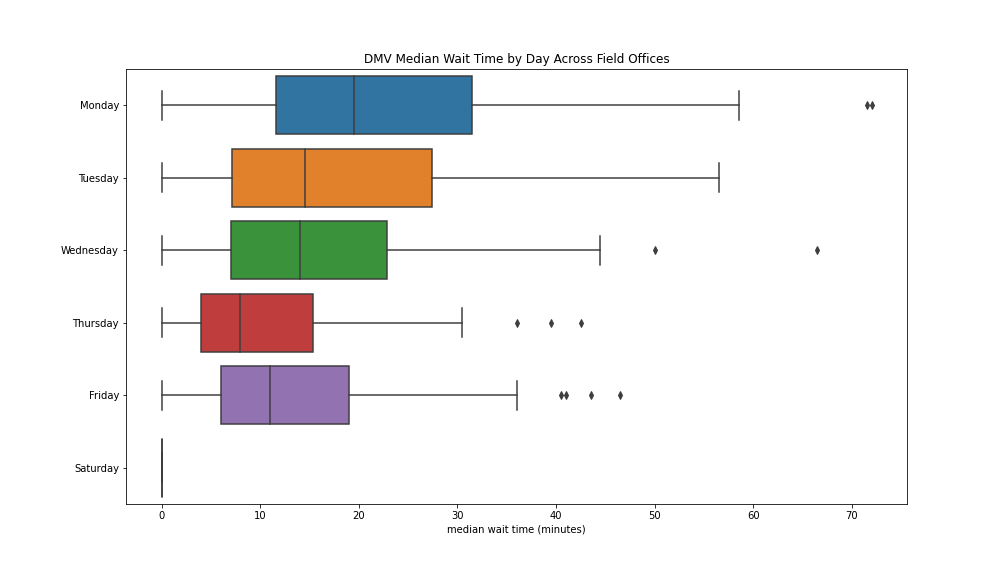 DMV Median Wait Time by Day Across Field Offices
Monday
Tuesday
Wednesday
Thursday
Friday
Saturday
0 10 20 30 40 50 60 70
median wait time (minutes)